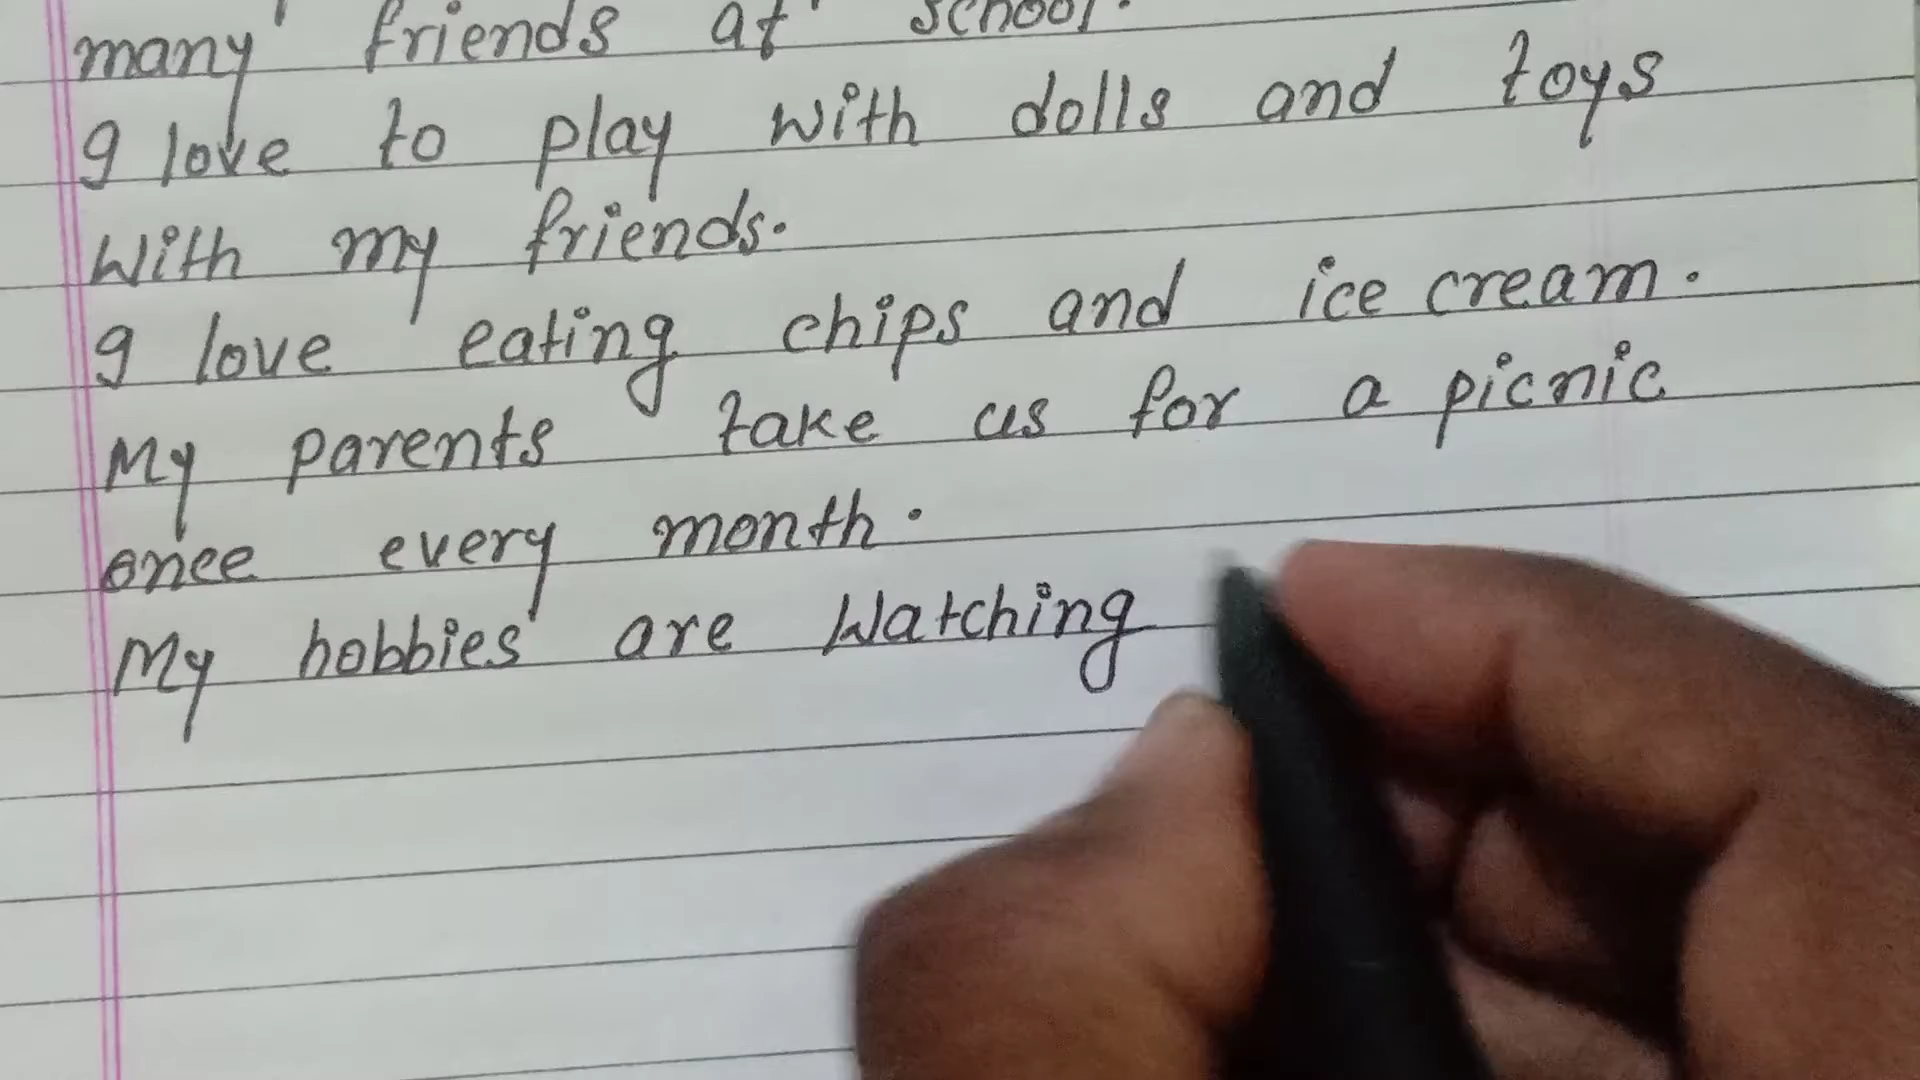 many friends at school.
I love to play with dolls and toys
with my friends.
I love eating chips and ice cream.
My parents take us for a picnic
once every month.
My hobbies are watching